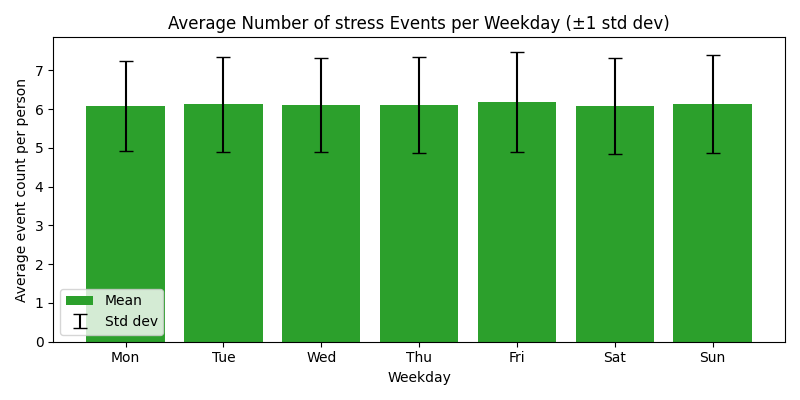 Average Number of stress Events per Weekday (±1 std dev)
Average event count per person
7
6
5
4
3
2
1
0
Mean
Std dev
Mon Tue Wed Thu Fri Sat Sun
Weekday